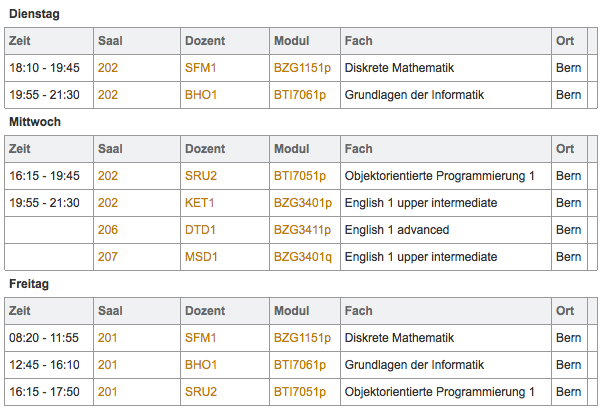 Dienstag
Zeit Saal Dozent Modul Fach Ort
18:10 - 19:45 202 SFM1 BZG1151p Diskrete Mathematik Bern
19:55 - 21:30 202 BHO1 BTI7061p Grundlagen der Informatik Bern
Mittwoch
Zeit Saal Dozent Modul Fach Ort
16:15 - 19:45 202 SRU2 BTI7051p Objektorientierte Programmierung 1 Bern
19:55 - 21:30 202 KET1 BZG3401p English 1 upper intermediate Bern
206 DTD1 BZG3411p English 1 advanced Bern
207 MSD1 BZG3401q English 1 upper intermediate Bern
Freitag
Zeit Saal Dozent Modul Fach Ort
08:20 - 11:55 201 SFM1 BZG1151p Diskrete Mathematik Bern
12:45 - 16:10 201 BHO1 BTI7061p Grundlagen der Informatik Bern
16:15 - 17:50 201 SRU2 BTI7051p Objektorientierte Programmierung 1 Bern